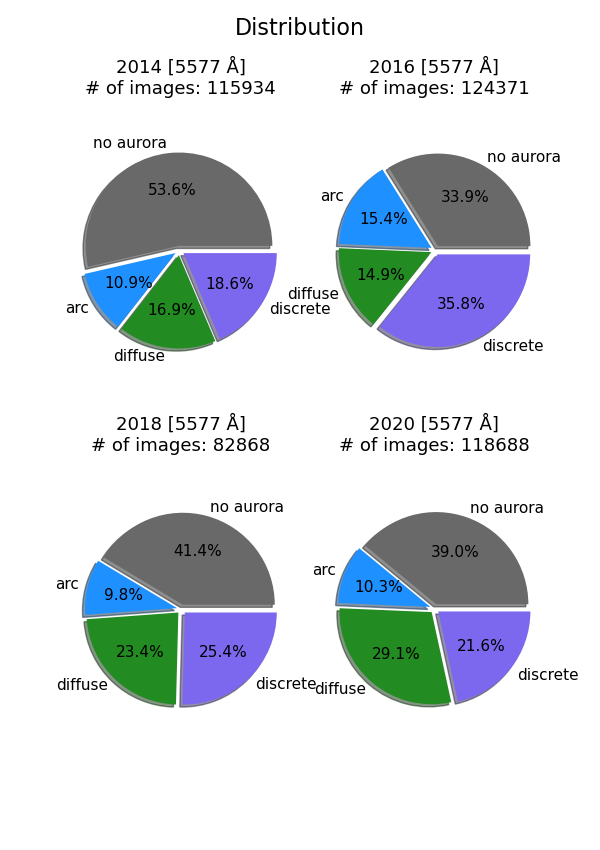 Distribution
2014 [5577 Å]
# of images: 115934
no aurora
53.6%
arc
10.9%
diffuse
16.9%
discrete
18.6%
2016 [5577 Å]
# of images: 124371
no aurora
33.9%
arc
15.4%
diffuse
14.9%
discrete
35.8%
2018 [5577 Å]
# of images: 82868
no aurora
41.4%
arc
9.8%
diffuse
23.4%
discrete
25.4%
2020 [5577 Å]
# of images: 118688
no aurora
39.0%
arc
10.3%
diffuse
29.1%
discrete
21.6%